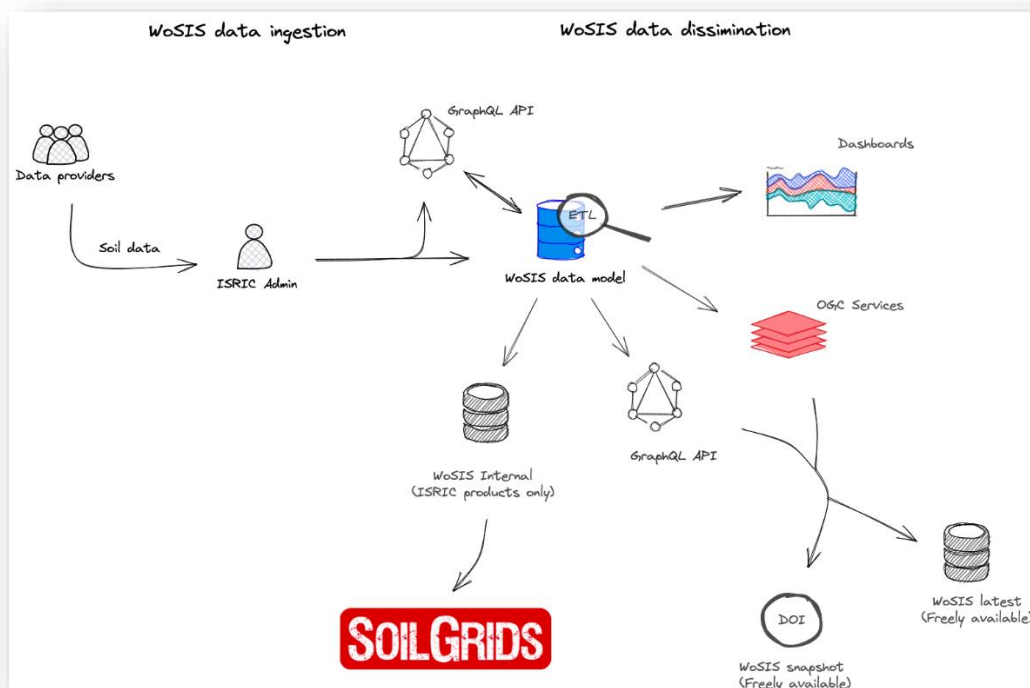 WoSIS data ingestion
WoSIS data dissimination
GraphQL API
Dashboards
Data providers
ETL
Soil data
ISRIC Admin
WoSIS data model
OGC Services
GraphQL API
WoSIS Internal
(ISRIC products only)
SOILGRIDS
DOI
WoSIS latest
(Freely available)
WoSIS snapshot
(Freely available)